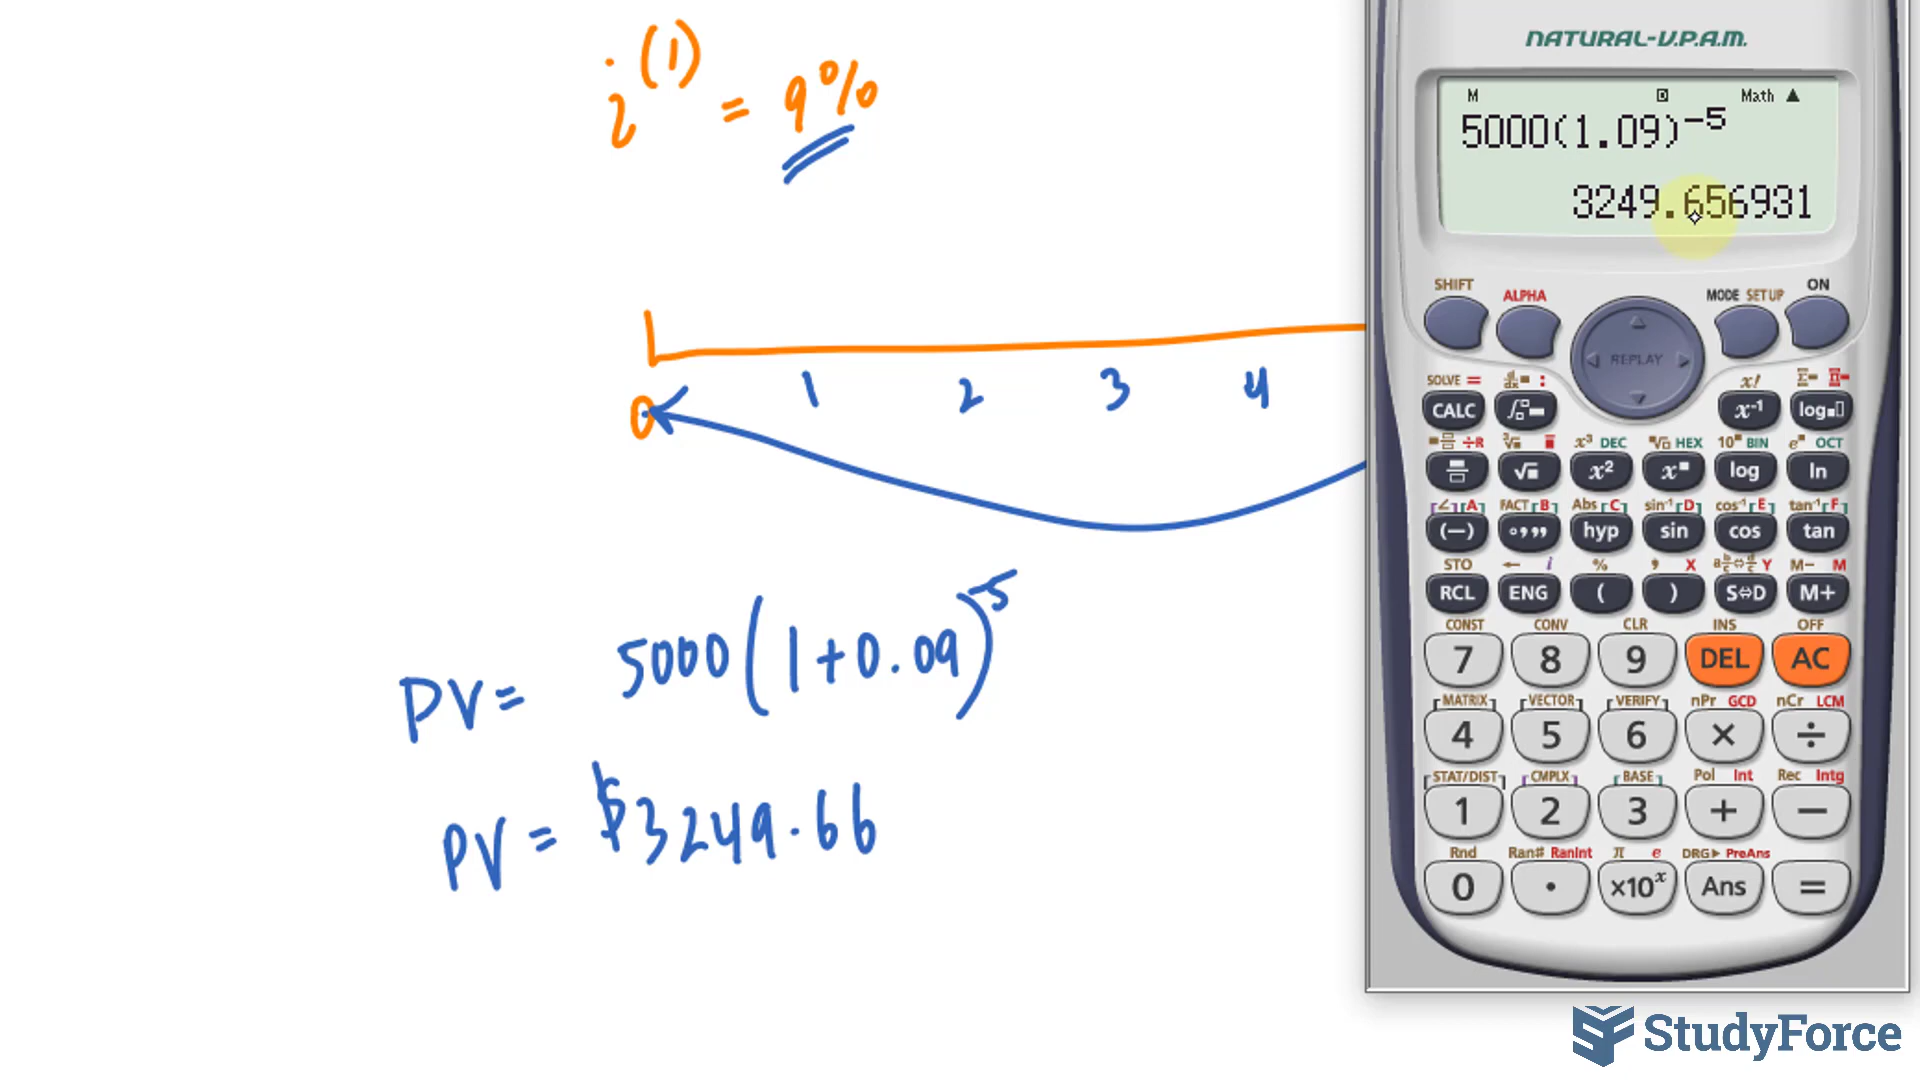 i^(1) = 9%
0 1 2 3 4
PV = 5000(1+0.09)^-5
PV = $3249.66
NATURAL-V.P.A.M.
M D Math ▲
5000(1.09)^-5
3249.656931
SHIFT ALPHA MODE SETUP ON
REPLAY
SOLVE = d/dx= : x! Σ- Π-
CALC ∫ x⁻¹ log
÷R x³ DEC √ HEX 10 BIN e OCT
√ x² x log ln
∠ A FACT B Abs C sin⁻¹ D cos⁻¹ E tan⁻¹ F
(−) °,,, hyp sin cos tan
STO ← i % , X a b/c⇔d/c Y M− M
RCL ENG ( ) S⇔D M+
CONST CONV CLR INS OFF
7 8 9 DEL AC
MATRIX VECTOR VERIFY nPr GCD nCr LCM
4 5 6 × ÷
STAT/DIST CMPLX BASE Pol Int Rec Intg
1 2 3 + −
Rnd Ran# RanInt π e DRG► PreAns
0 . ×10ˣ Ans =
StudyForce